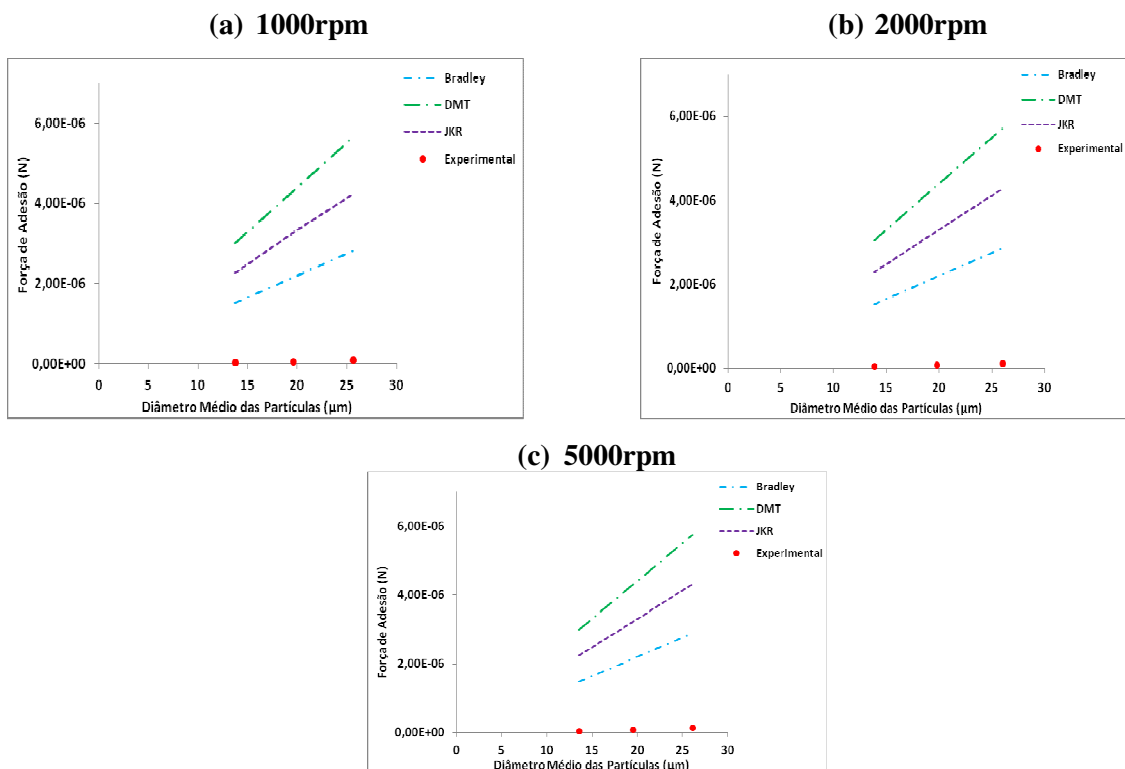 (a) 1000rpm
Bradley
DMT
JKR
Experimental
6,00E-06
4,00E-06
2,00E-06
0,00E+00
Força de Adesão (N)
0 5 10 15 20 25 30
Diâmetro Médio das Partículas (µm)
(b) 2000rpm
Bradley
DMT
JKR
Experimental
6,00E-06
4,00E-06
2,00E-06
0,00E+00
Força de Adesão (N)
0 5 10 15 20 25 30
Diâmetro Médio das Partículas (µm)
(c) 5000rpm
Bradley
DMT
JKR
Experimental
6,00E-06
4,00E-06
2,00E-06
0,00E+00
Força de Adesão (N)
0 5 10 15 20 25 30
Diâmetro Médio das Partículas (µm)